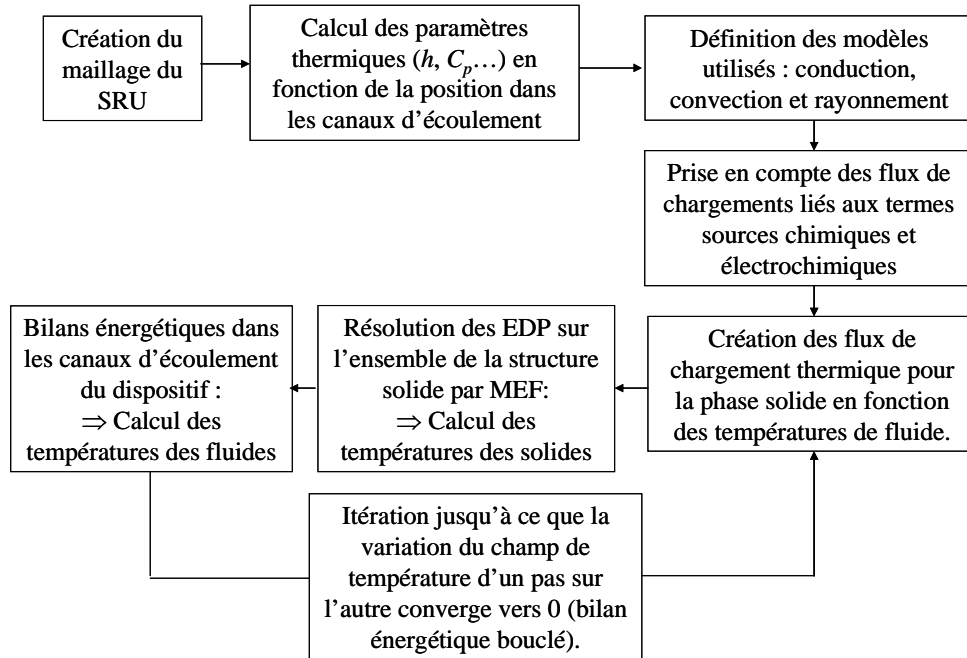 Création du
maillage du
SRU
Calcul des paramètres
thermiques (h, Cp…) en
fonction de la position dans
les canaux d’écoulement
Définition des modèles
utilisés : conduction,
convection et rayonnement
Prise en compte des flux de
chargements liés aux termes
sources chimiques et
électrochimiques
Création des flux de
chargement thermique pour
la phase solide en fonction
des températures de fluide.
Résolution des EDP sur
l’ensemble de la structure
solide par MEF:
⇒ Calcul des
températures des solides
Bilans énergétiques dans
les canaux d’écoulement
du dispositif :
⇒ Calcul des
températures des fluides
Itération jusqu’à ce que la
variation du champ de
température d’un pas sur
l’autre converge vers 0 (bilan
énergétique bouclé).